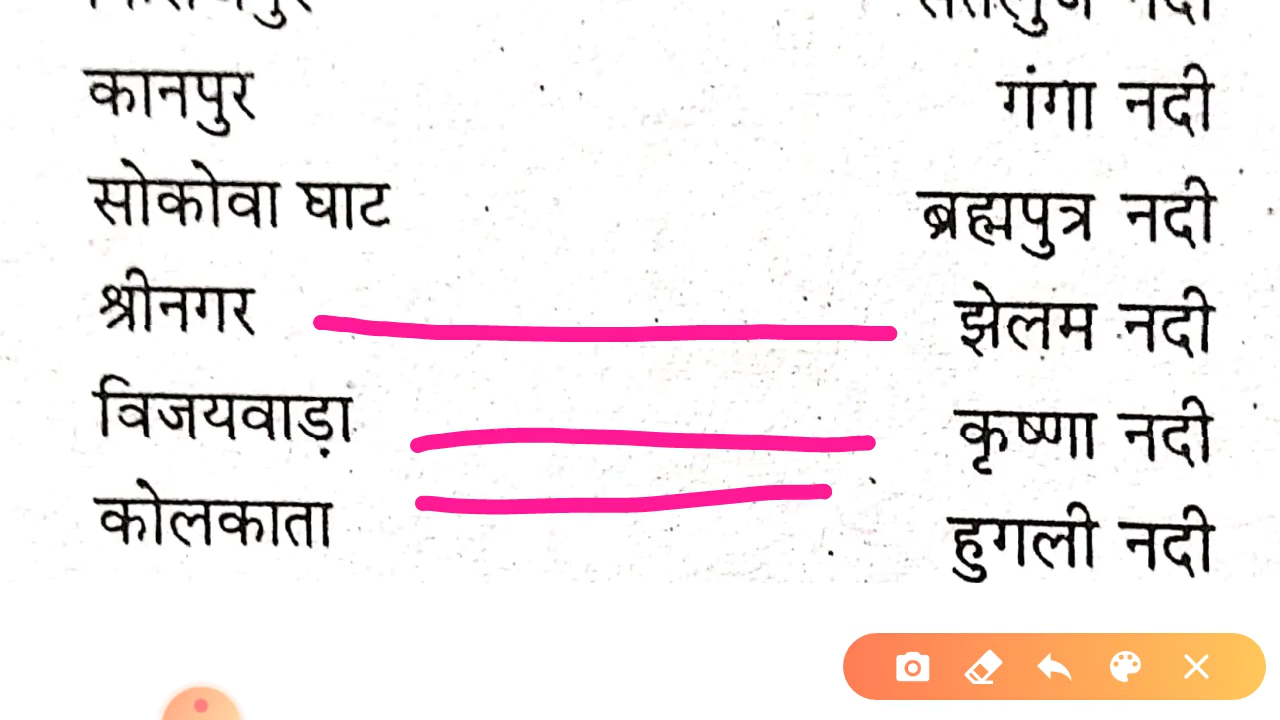 कानपुर गंगा नदी
सोकोवा घाट ब्रह्मपुत्र नदी
श्रीनगर झेलम नदी
विजयवाड़ा कृष्णा नदी
कोलकाता हुगली नदी